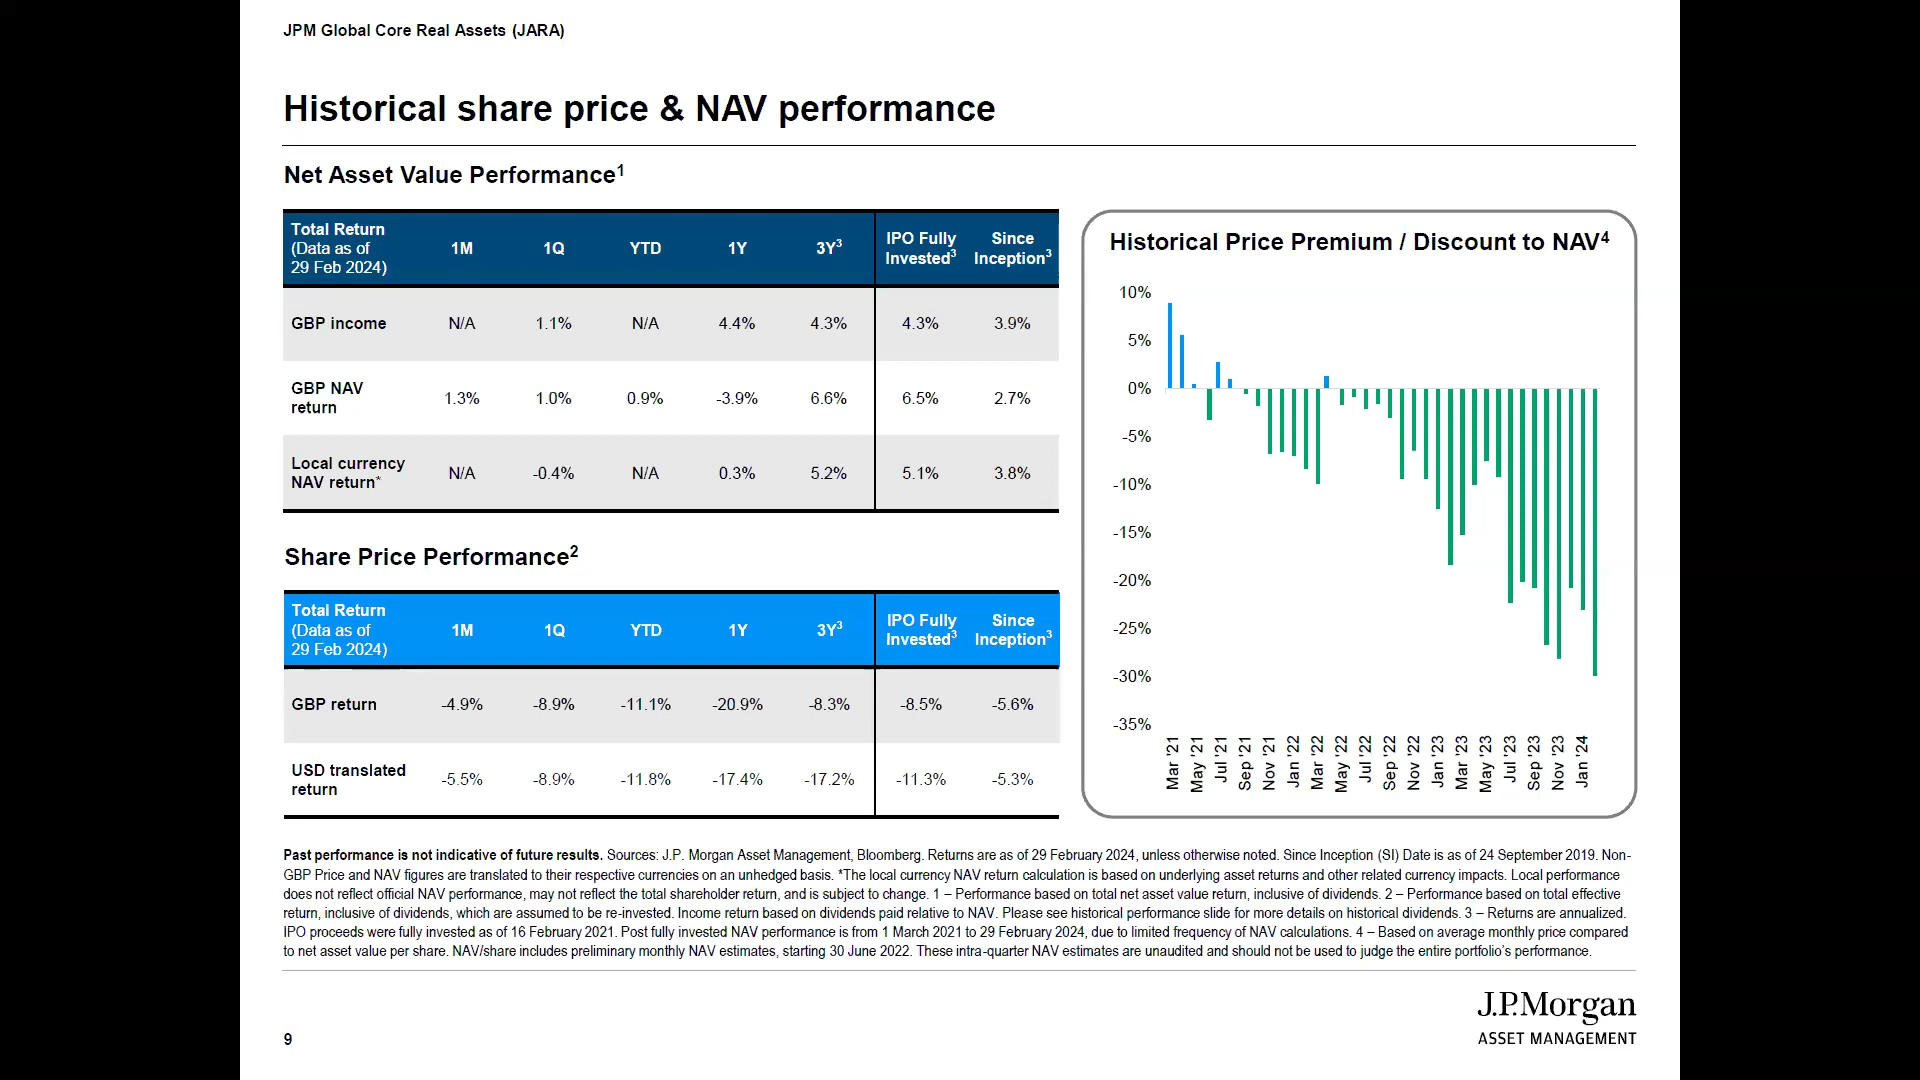 JPM Global Core Real Assets (JARA)
Historical share price & NAV performance
Net Asset Value Performance1
Total Return
(Data as of
29 Feb 2024)
1M 1Q YTD 1Y 3Y3
IPO Fully
Invested3
Since
Inception3
GBP income N/A 1.1% N/A 4.4% 4.3% 4.3% 3.9%
GBP NAV
return
1.3% 1.0% 0.9% -3.9% 6.6% 6.5% 2.7%
Local currency
NAV return*
N/A -0.4% N/A 0.3% 5.2% 5.1% 3.8%
Share Price Performance2
Total Return
(Data as of
29 Feb 2024)
1M 1Q YTD 1Y 3Y3
IPO Fully
Invested3
Since
Inception3
GBP return -4.9% -8.9% -11.1% -20.9% -8.3% -8.5% -5.6%
USD translated
return
-5.5% -8.9% -11.8% -17.4% -17.2% -11.3% -5.3%
Historical Price Premium / Discount to NAV4
10%
5%
0%
-5%
-10%
-15%
-20%
-25%
-30%
-35%
Mar '21
May '21
Jul '21
Sep '21
Nov '21
Jan '22
Mar '22
May '22
Jul '22
Sep '22
Nov '22
Jan '23
Mar '23
May '23
Jul '23
Sep '23
Nov '23
Jan '24
Past performance is not indicative of future results. Sources: J.P. Morgan Asset Management, Bloomberg. Returns are as of 29 February 2024, unless otherwise noted. Since Inception (SI) Date is as of 24 September 2019. Non-
GBP Price and NAV figures are translated to their respective currencies on an unhedged basis. *The local currency NAV return calculation is based on underlying asset returns and other related currency impacts. Local performance
does not reflect official NAV performance, may not reflect the total shareholder return, and is subject to change. 1 – Performance based on total net asset value return, inclusive of dividends. 2 – Performance based on total effective
return, inclusive of dividends, which are assumed to be re-invested. Income return based on dividends paid relative to NAV. Please see historical performance slide for more details on historical dividends. 3 – Returns are annualized.
IPO proceeds were fully invested as of 16 February 2021. Post fully invested NAV performance is from 1 March 2021 to 29 February 2024, due to limited frequency of NAV calculations. 4 – Based on average monthly price compared
to net asset value per share. NAV/share includes preliminary monthly NAV estimates, starting 30 June 2022. These intra-quarter NAV estimates are unaudited and should not be used to judge the entire portfolio's performance.
J.P.Morgan
ASSET MANAGEMENT
9